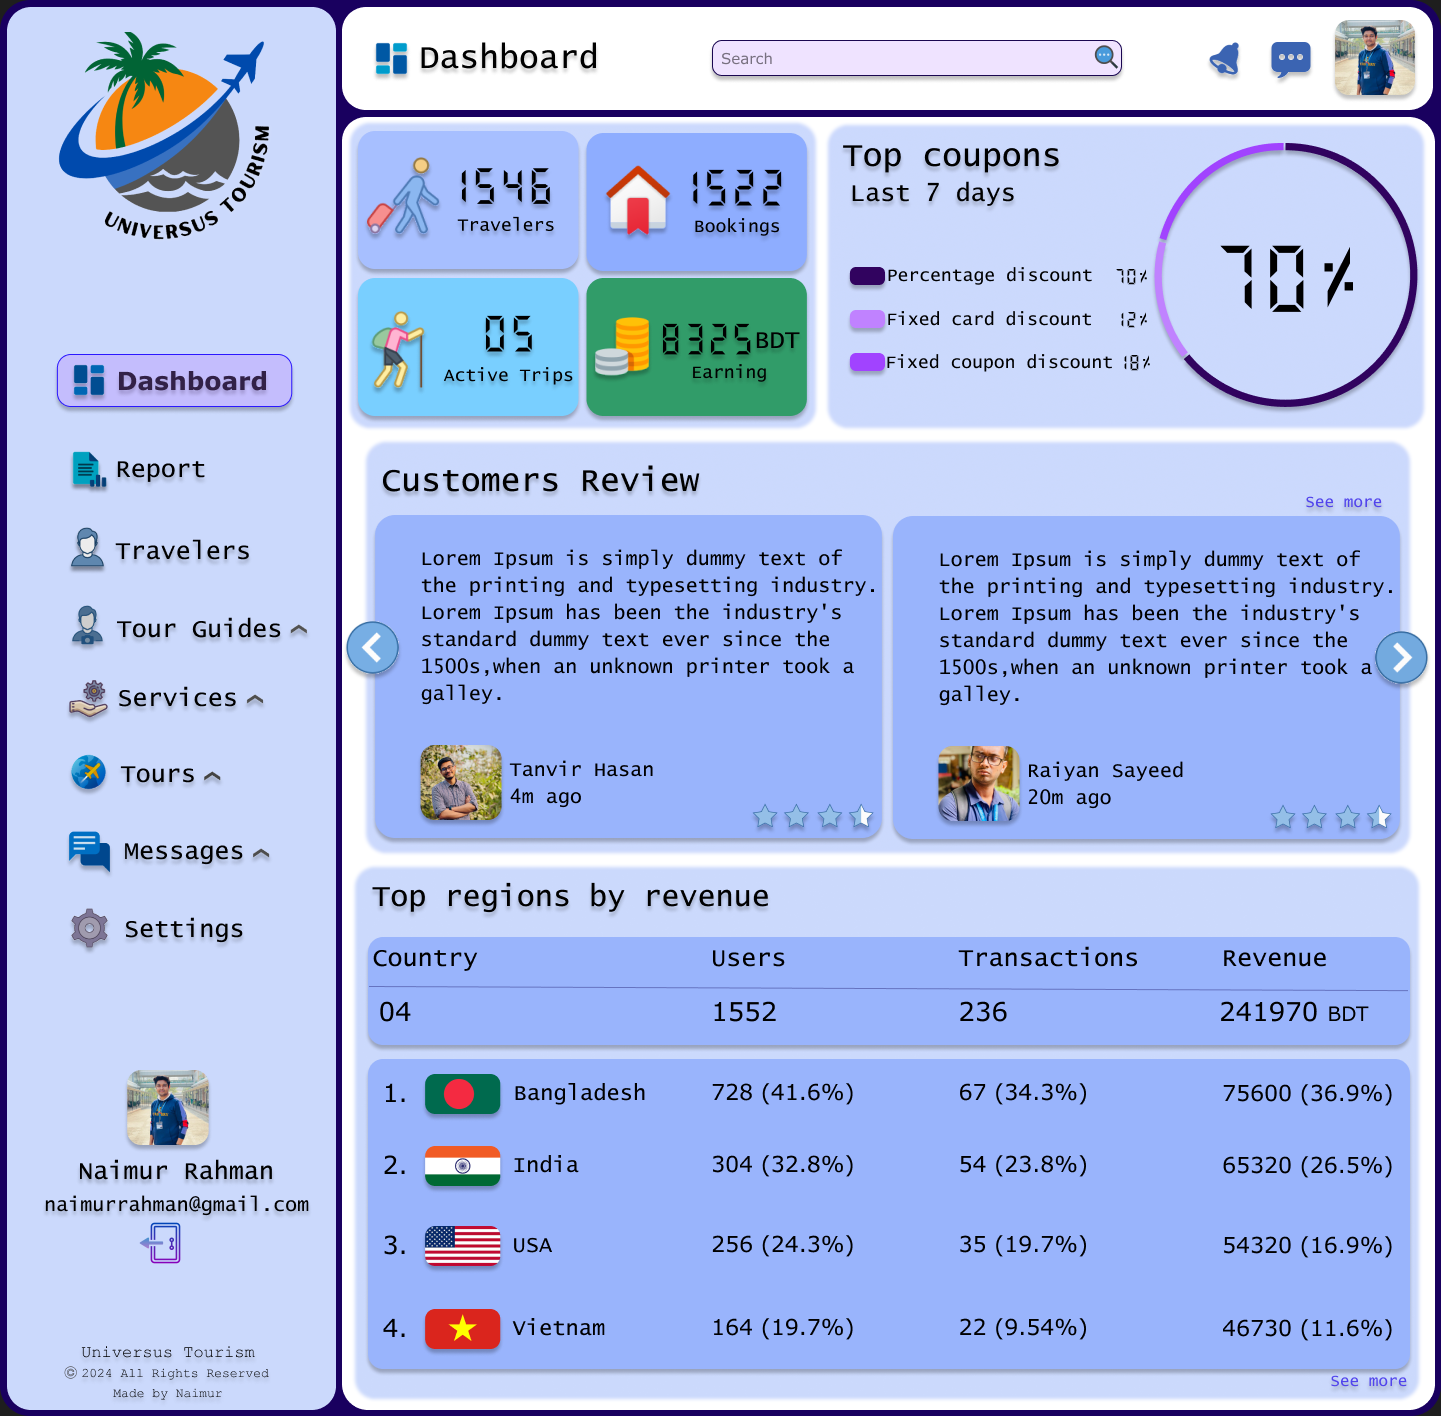 UNIVERSUS TOURISM
Dashboard
Report
Travelers
Tour Guides
Services
Tours
Messages
Settings
Naimur Rahman
naimurrahman@gmail.com
Universus Tourism
© 2024 All Rights Reserved
Made by Naimur
Dashboard
Search
1546
Travelers
1522
Bookings
05
Active Trips
8325 BDT
Earning
Top coupons
Last 7 days
Percentage discount 70%
Fixed card discount 12%
Fixed coupon discount 18%
70%
Customers Review
See more
Lorem Ipsum is simply dummy text of
the printing and typesetting industry.
Lorem Ipsum has been the industry's
standard dummy text ever since the
1500s,when an unknown printer took a
galley.
Tanvir Hasan
4m ago
Lorem Ipsum is simply dummy text of
the printing and typesetting industry.
Lorem Ipsum has been the industry's
standard dummy text ever since the
1500s,when an unknown printer took a
galley.
Raiyan Sayeed
20m ago
Top regions by revenue
Country Users Transactions Revenue
04 1552 236 241970 BDT
1. Bangladesh 728 (41.6%) 67 (34.3%) 75600 (36.9%)
2. India 304 (32.8%) 54 (23.8%) 65320 (26.5%)
3. USA 256 (24.3%) 35 (19.7%) 54320 (16.9%)
4. Vietnam 164 (19.7%) 22 (9.54%) 46730 (11.6%)
See more